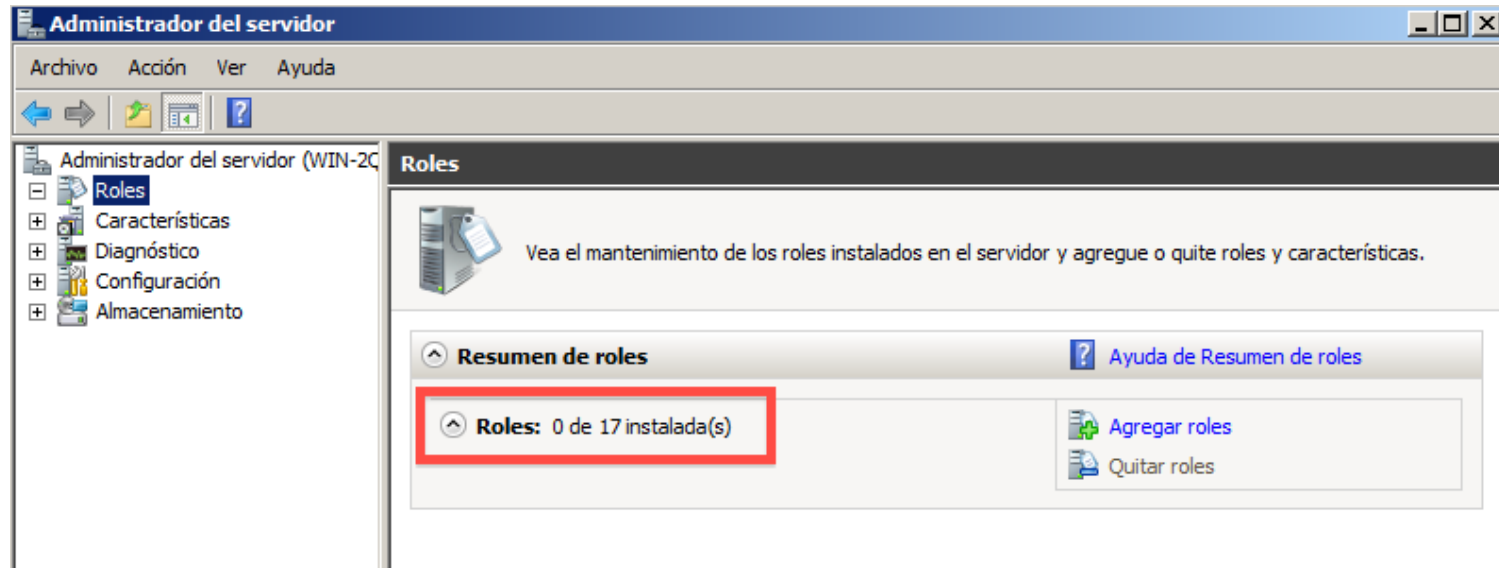 Administrador del servidor
Archivo Acción Ver Ayuda
Administrador del servidor (WIN-2Q
Roles
Características
Diagnóstico
Configuración
Almacenamiento
Roles
Vea el mantenimiento de los roles instalados en el servidor y agregue o quite roles y características.
Resumen de roles
Ayuda de Resumen de roles
Roles: 0 de 17 instalada(s)
Agregar roles
Quitar roles